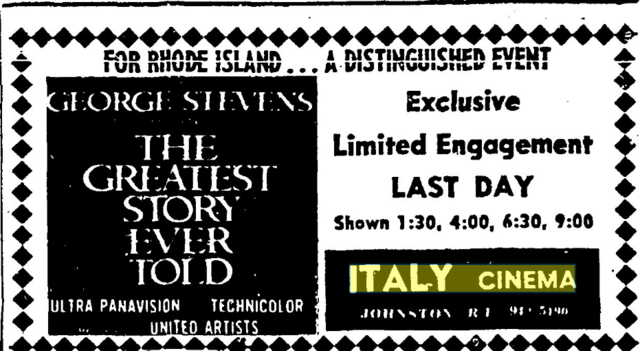 FOR RHODE ISLAND... A DISTINGUISHED EVENT
GEORGE STEVENS
THE
GREATEST
STORY
EVER
TOLD
ULTRA PANAVISION TECHNICOLOR
UNITED ARTISTS
Exclusive
Limited Engagement
LAST DAY
Shown 1:30, 4:00, 6:30, 9:00
ITALY CINEMA
JOHNSTON R I